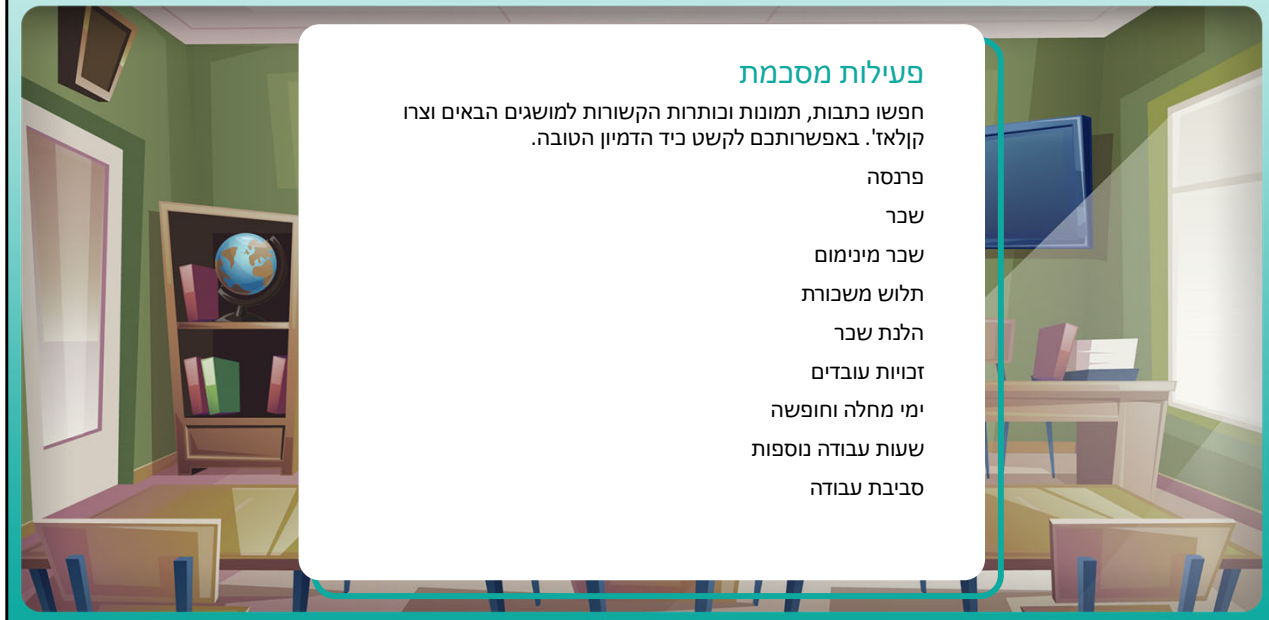 פעילות מסכמת
חפשו כתבות, תמונות וכותרות הקשורות למושגים הבאים וצרו
קולאז'. באפשרותכם לקשט כיד הדמיון הטובה.
פרנסה
שכר
שכר מינימום
תלוש משכורת
הלנת שכר
זכויות עובדים
ימי מחלה וחופשה
שעות עבודה נוספות
סביבת עבודה